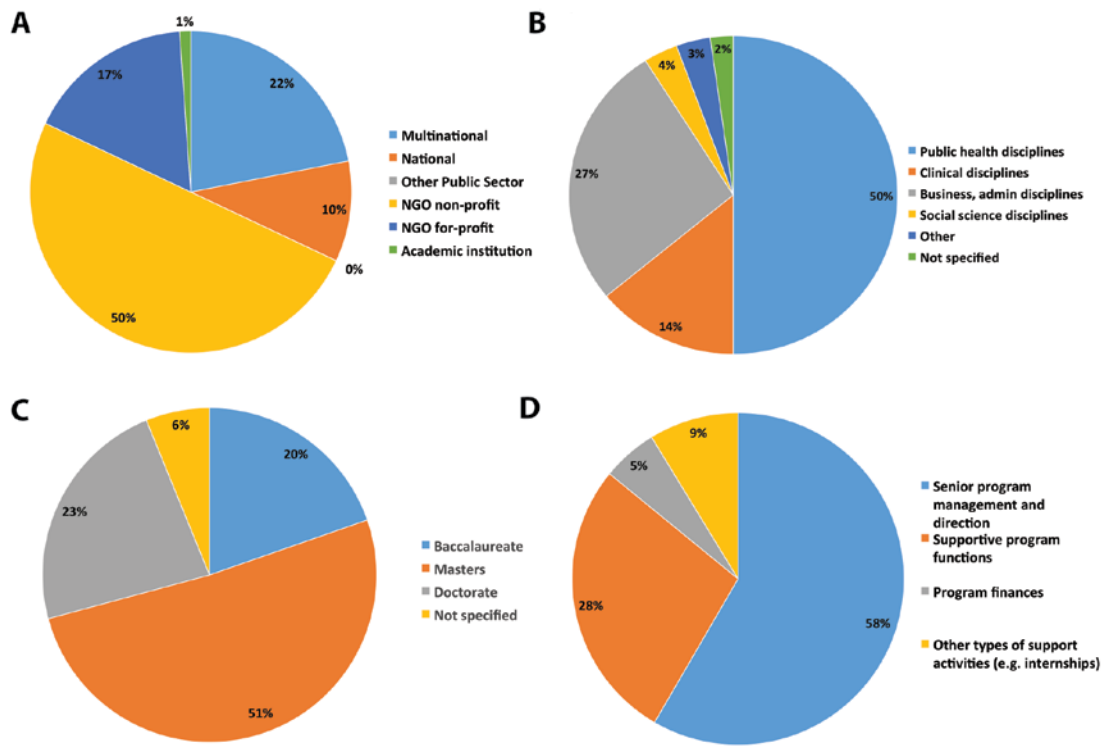 A
1%
17%
22%
10%
0%
50%
Multinational
National
Other Public Sector
NGO non-profit
NGO for-profit
Academic institution
B
4%
3%
2%
27%
50%
14%
Public health disciplines
Clinical disciplines
Business, admin disciplines
Social science disciplines
Other
Not specified
C
6%
20%
23%
51%
Baccalaureate
Masters
Doctorate
Not specified
D
9%
5%
28%
58%
Senior program
management and
direction
Supportive program
functions
Program finances
Other types of support
activities (e.g. internships)